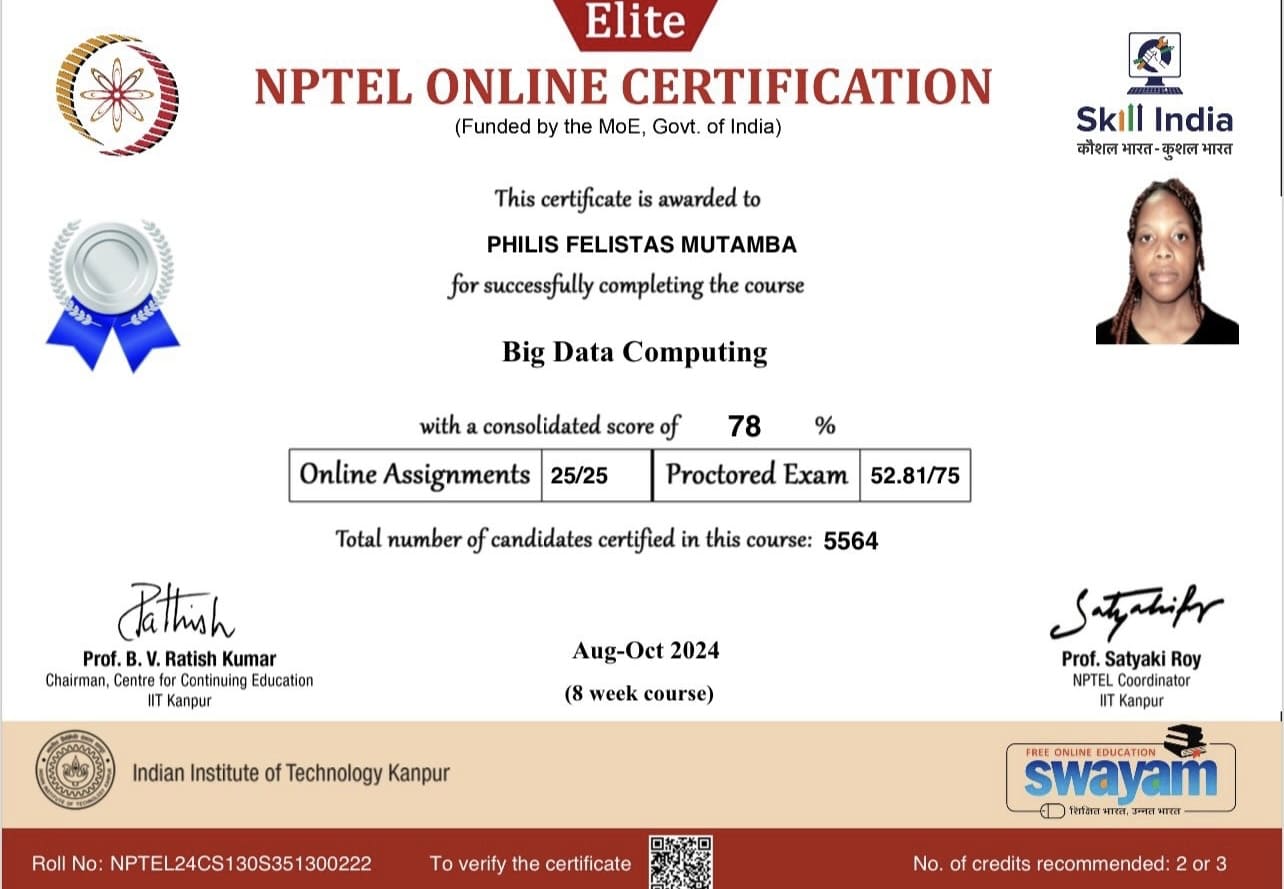 Elite
NPTEL ONLINE CERTIFICATION
(Funded by the MoE, Govt. of India)
Skill India
कौशल भारत - कुशल भारत
This certificate is awarded to
PHILIS FELISTAS MUTAMBA
for successfully completing the course
Big Data Computing
with a consolidated score of 78 %
Online Assignments 25/25 Proctored Exam 52.81/75
Total number of candidates certified in this course: 5564
Prof. B. V. Ratish Kumar
Chairman, Centre for Continuing Education
IIT Kanpur
Aug-Oct 2024
(8 week course)
Prof. Satyaki Roy
NPTEL Coordinator
IIT Kanpur
Indian Institute of Technology Kanpur
FREE ONLINE EDUCATION
swayam
शिक्षित भारत, उन्नत भारत
Roll No: NPTEL24CS130S351300222
To verify the certificate
No. of credits recommended: 2 or 3